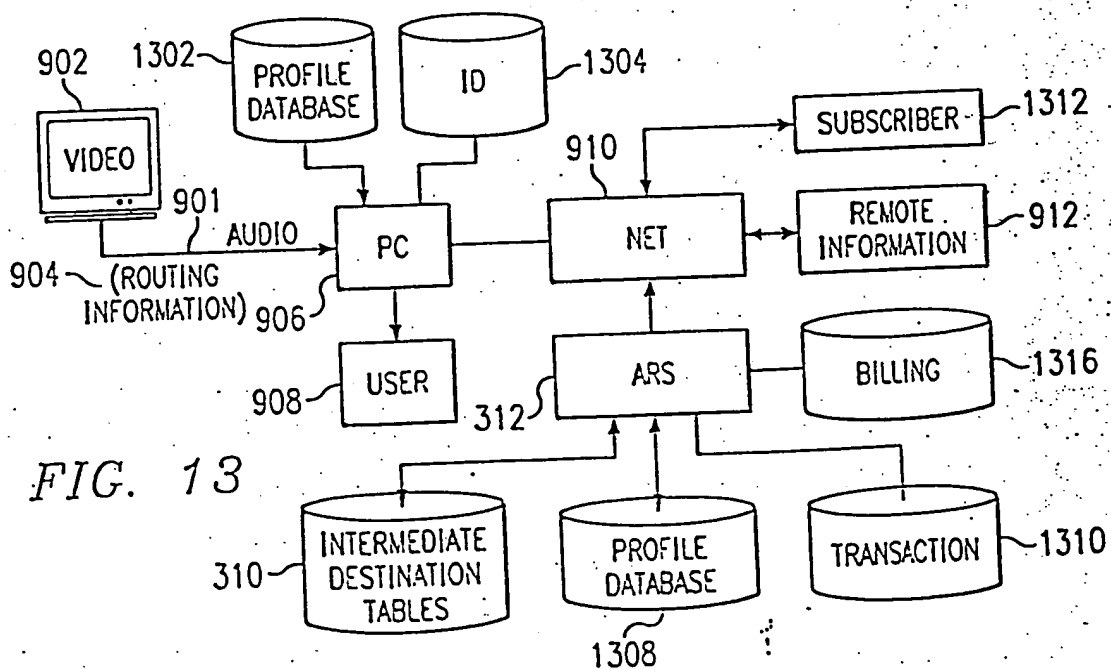 1302
PROFILE
DATABASE
ID
1304
902
VIDEO
901
AUDIO
904
(ROUTING
INFORMATION)
PC
906
USER
908
910
NET
SUBSCRIBER
1312
REMOTE
INFORMATION
912
ARS
312
BILLING
1316
FIG. 13
310
INTERMEDIATE
DESTINATION
TABLES
PROFILE
DATABASE
1308
TRANSACTION
1310